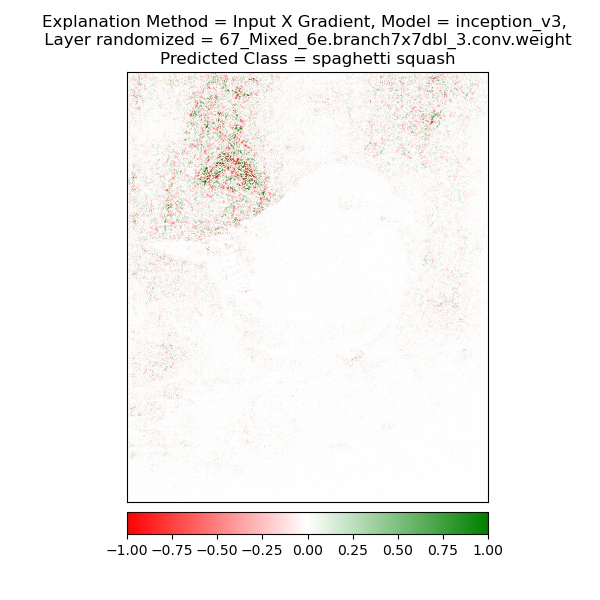 Explanation Method = Input X Gradient, Model = inception_v3,
Layer randomized = 67_Mixed_6e.branch7x7dbl_3.conv.weight
Predicted Class = spaghetti squash
−1.00 −0.75 −0.50 −0.25 0.00 0.25 0.50 0.75 1.00